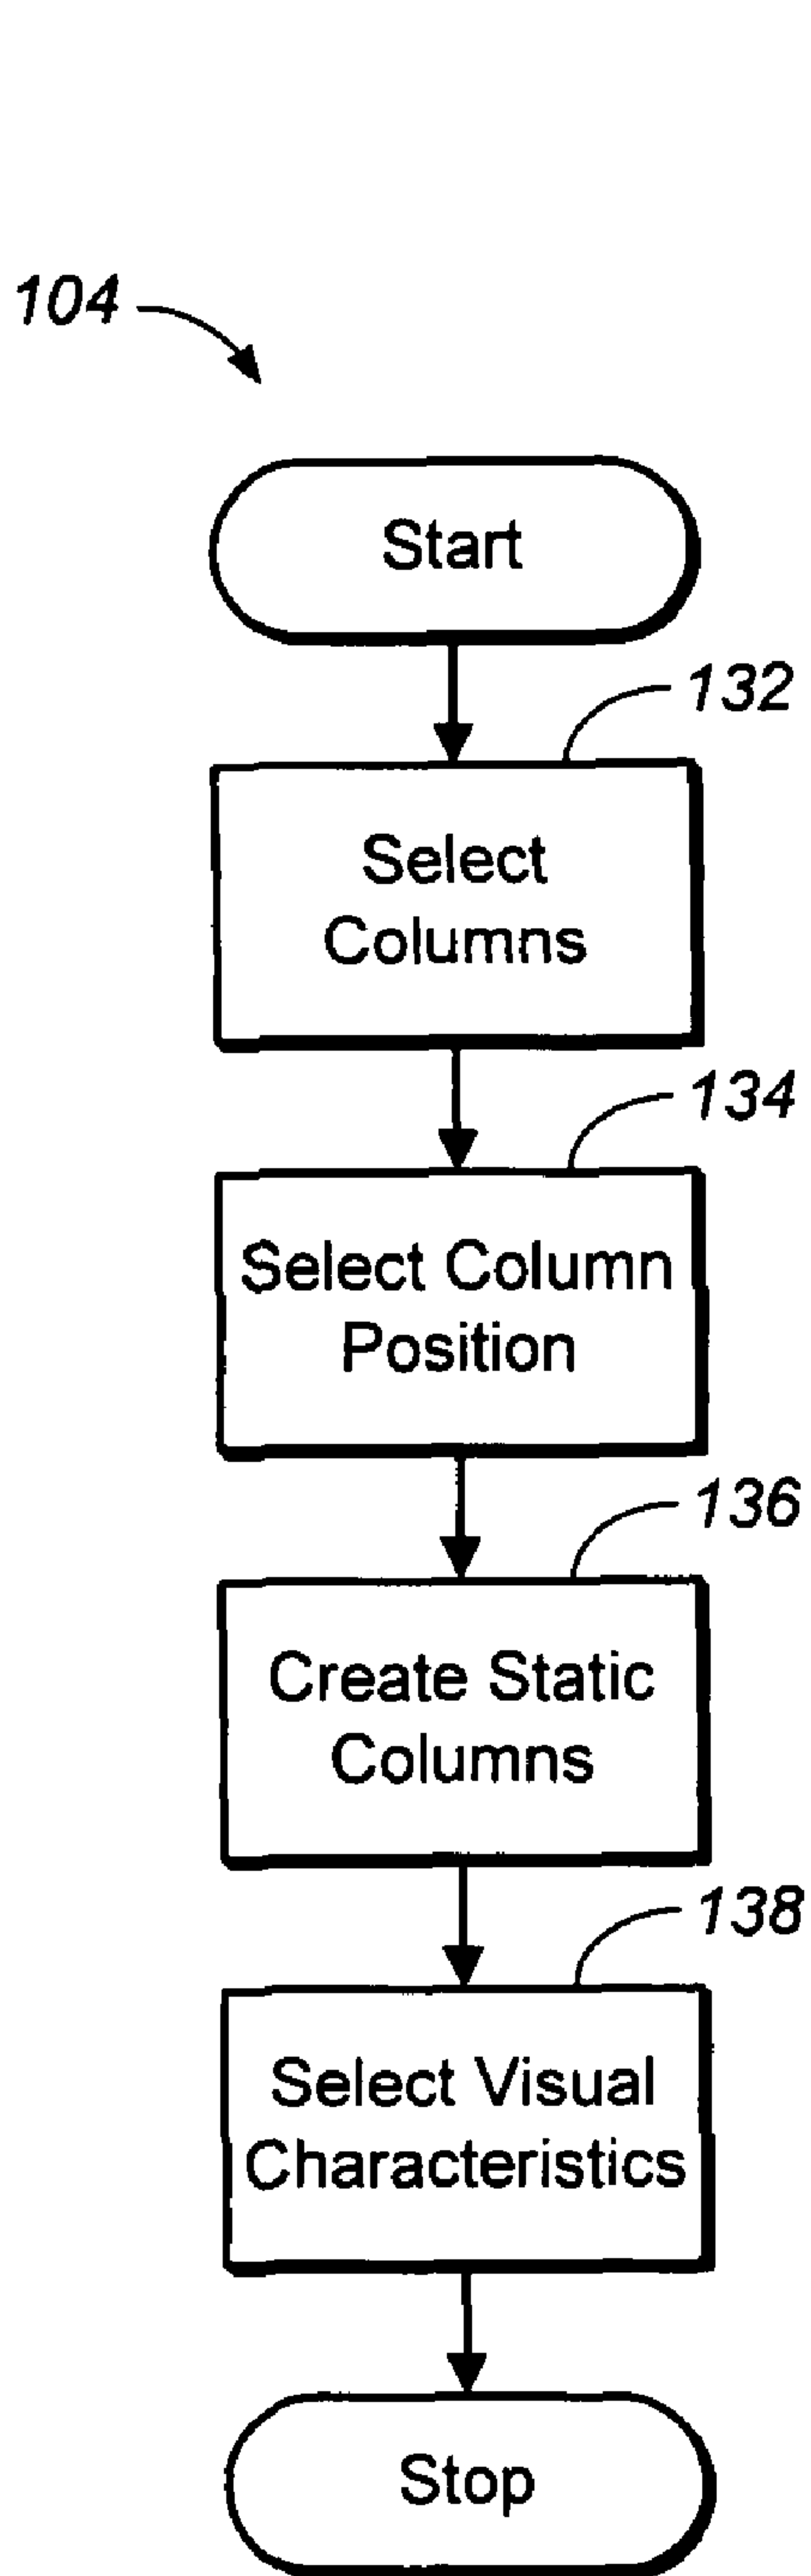 104
Start
132
Select
Columns
134
Select Column
Position
136
Create Static
Columns
138
Select Visual
Characteristics
Stop